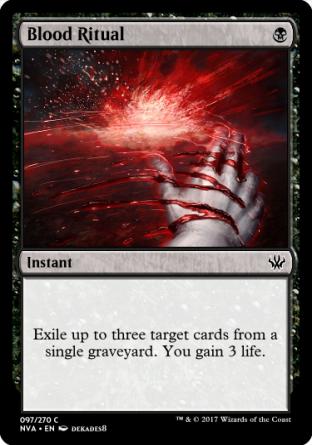 Blood Ritual
Instant
Exile up to three target cards from a
single graveyard. You gain 3 life.
097/270 C
NVA • EN DEKADES8
™ & © 2017 Wizards of the Coast